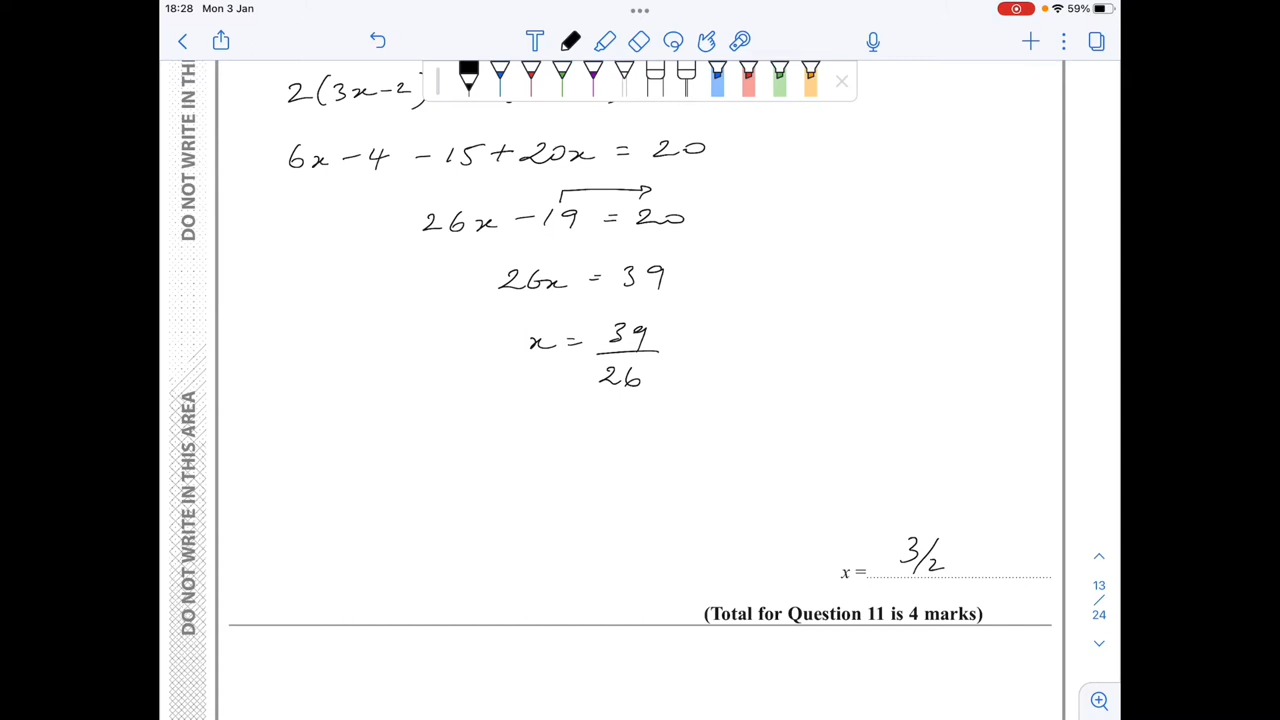 18:28 Mon 3 Jan
59%
2(3x-2)
6x - 4 - 15 + 20x = 20
26x - 19 = 20
26x = 39
x = 39/26
x = 3/2
(Total for Question 11 is 4 marks)
DO NOT WRITE IN THIS
DO NOT WRITE IN THIS AREA
13
/
24